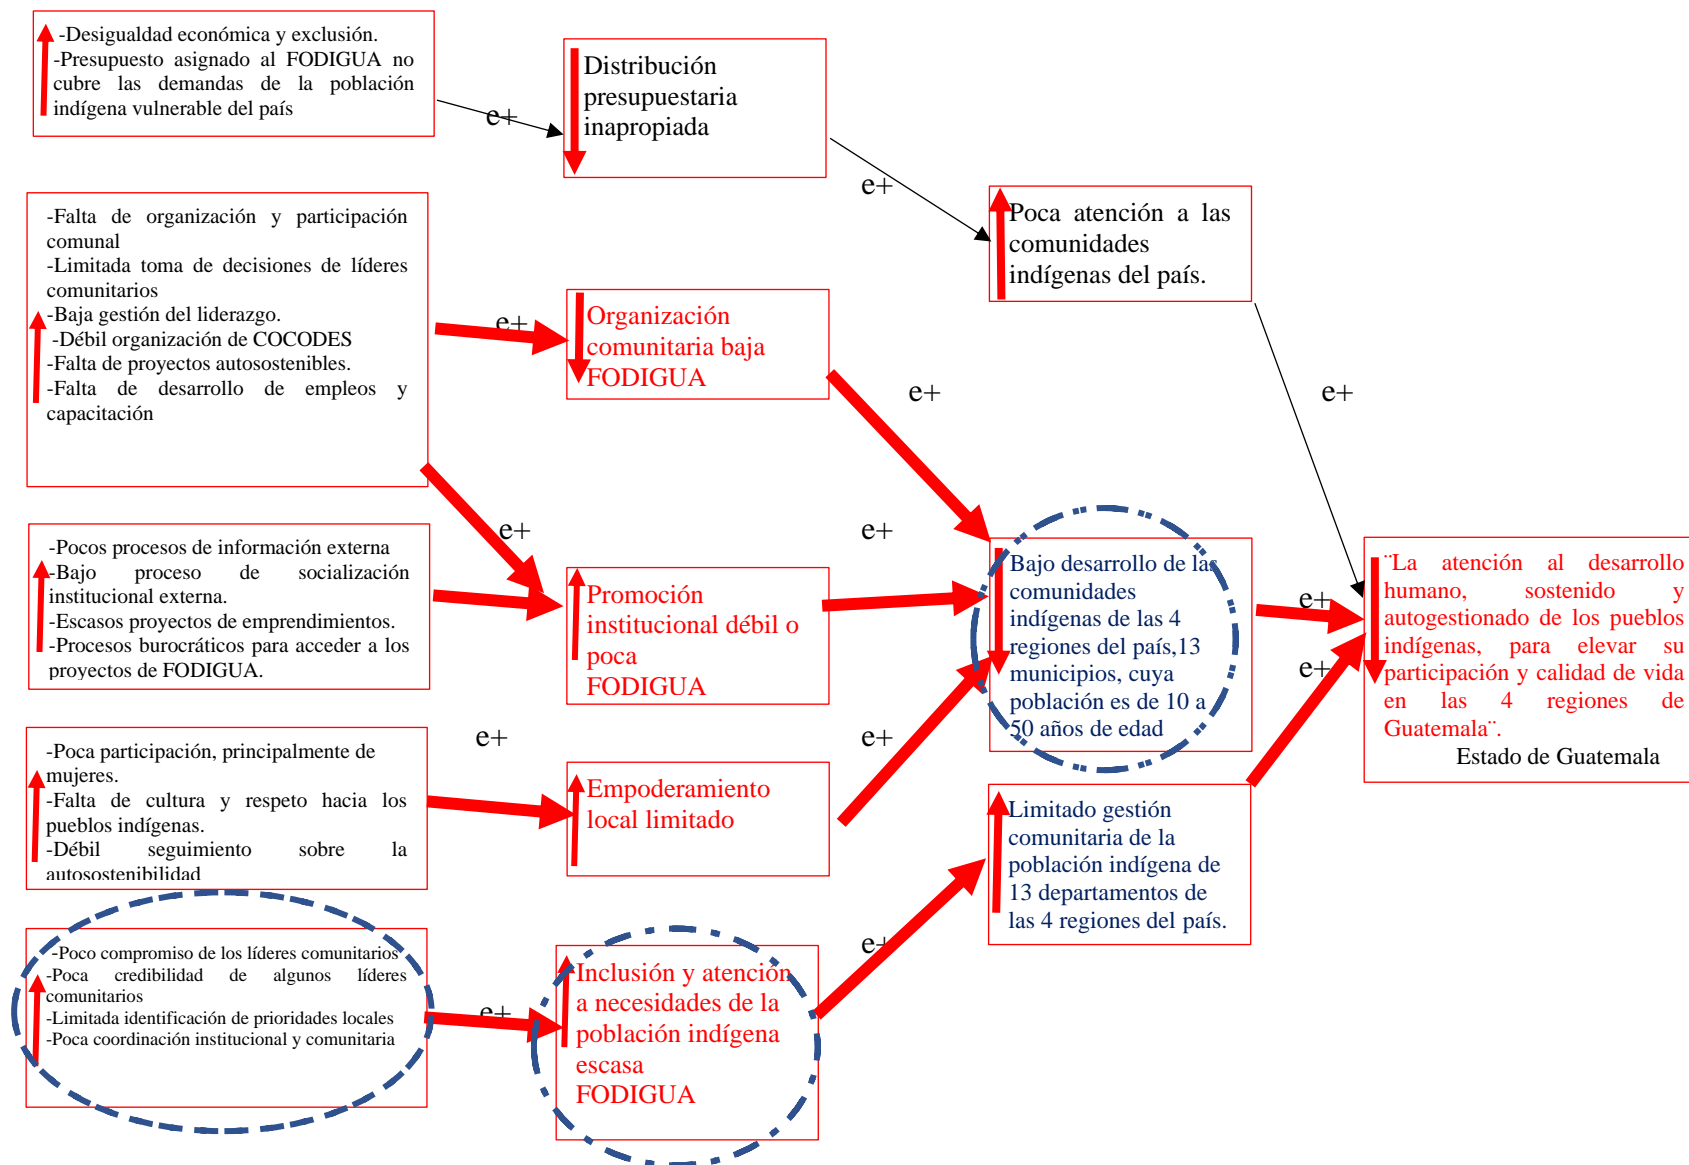 -Desigualdad económica y exclusión.
-Presupuesto asignado al FODIGUA no
cubre las demandas de la población
indígena vulnerable del país
e+
Distribución
presupuestaria
inapropiada
e+
Poca atención a las
comunidades
indígenas del país.
e+
-Falta de organización y participación
comunal
-Limitada toma de decisiones de líderes
comunitarios
-Baja gestión del liderazgo.
-Débil organización de COCODES
-Falta de proyectos autosostenibles.
-Falta de desarrollo de empleos y
capacitación
e+
Organización
comunitaria baja
FODIGUA
e+
e+
-Pocos procesos de información externa
-Bajo proceso de socialización
institucional externa.
-Escasos proyectos de emprendimientos.
-Procesos burocráticos para acceder a los
proyectos de FODIGUA.
Promoción
institucional débil o
poca
FODIGUA
e+
Bajo desarrollo de las
comunidades
indígenas de las 4
regiones del país,13
municipios, cuya
población es de 10 a
50 años de edad
e+
e+
¨La atención al desarrollo
humano, sostenido y
autogestionado de los pueblos
indígenas, para elevar su
participación y calidad de vida
en las 4 regiones de
Guatemala¨.
Estado de Guatemala
-Poca participación, principalmente de
mujeres.
-Falta de cultura y respeto hacia los
pueblos indígenas.
-Débil seguimiento sobre la
autosostenibilidad
e+
Empoderamiento
local limitado
e+
Limitado gestión
comunitaria de la
población indígena de
13 departamentos de
las 4 regiones del país.
-Poco compromiso de los líderes comunitarios
-Poca credibilidad de algunos líderes
comunitarios
-Limitada identificación de prioridades locales
-Poca coordinación institucional y comunitaria
e+
Inclusión y atención
a necesidades de la
población indígena
escasa
FODIGUA
e+